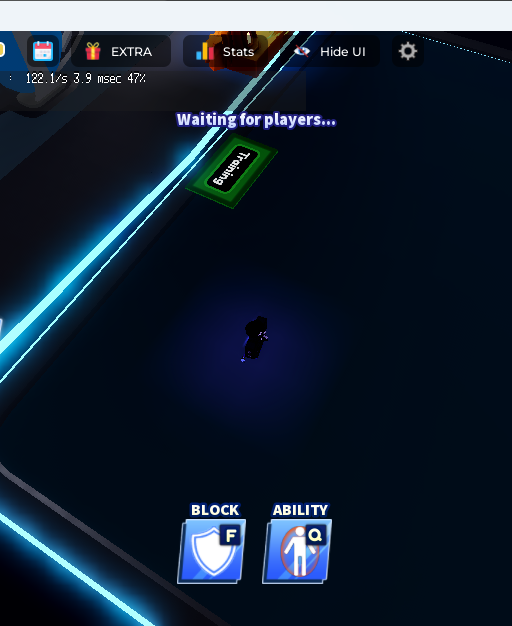 EXTRA
Stats
Hide UI
: 122.1/s 3.9 msec 47%
Waiting for players...
Training
BLOCK
ABILITY
F
Q